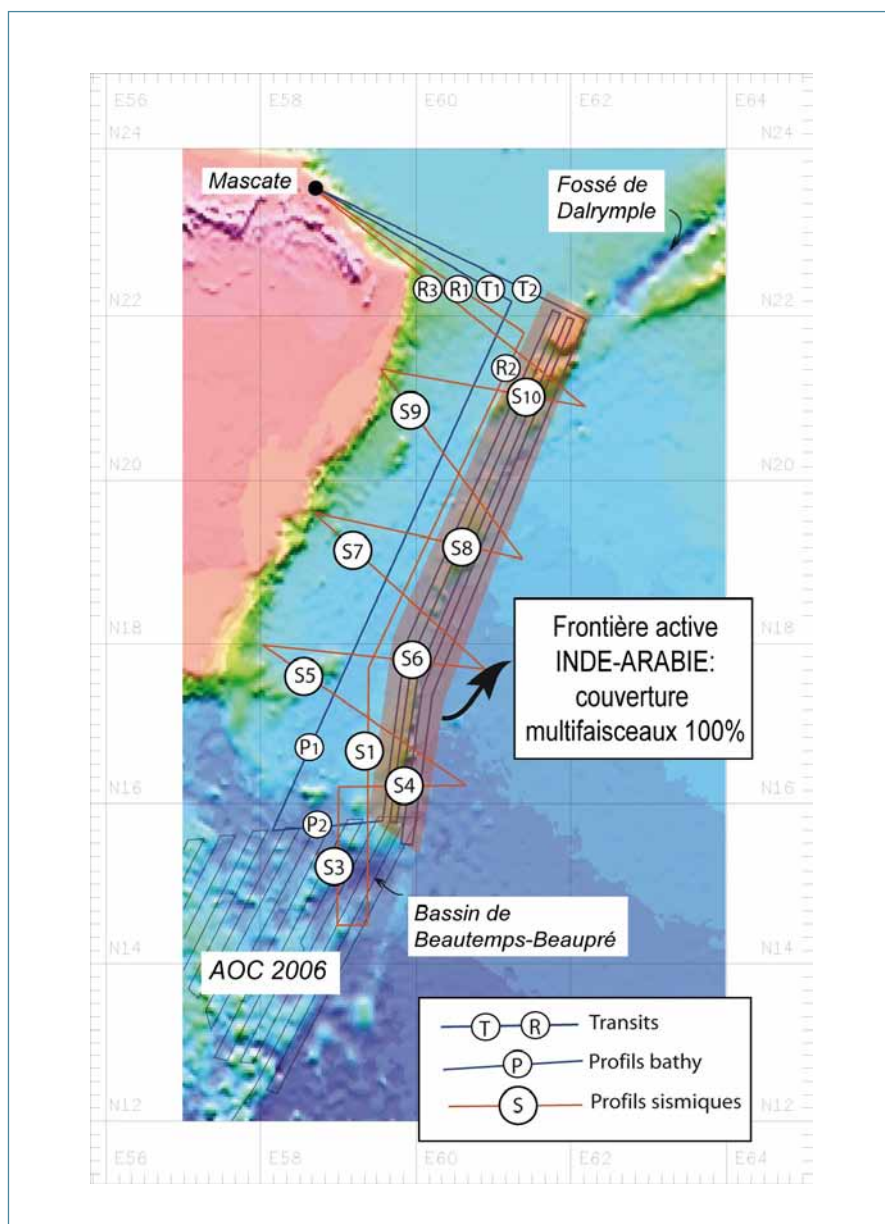 E56 E58 E60 E62 E64
N24 N24
Mascate
Fossé de
Dalrymple
N22 R3 R1 T1 T2 N22
R2
S10
S9
N20 N20
S7 S8
N18 N18
Frontière active
INDE-ARABIE:
couverture
multifaisceaux 100%
S6
S5
P1 S1
N16 S4 N16
P2
S3
Bassin de
Beautemps-Beaupré
N14 N14
AOC 2006
T R Transits
P Profils bathy
S Profils sismiques
N12 N12
E56 E58 E60 E62 E64